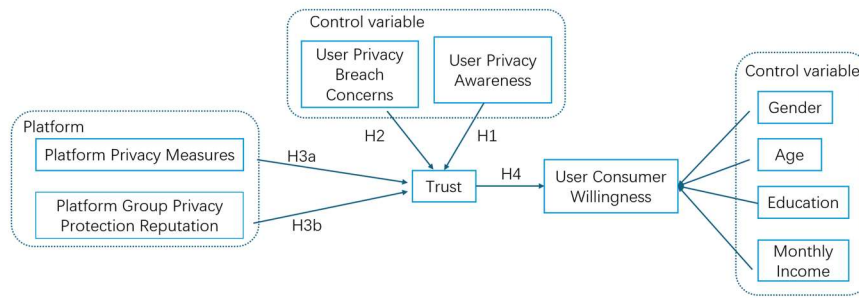 Control variable
User Privacy
Breach
Concerns
User Privacy
Awareness
Platform
Platform Privacy Measures
Platform Group Privacy
Protection Reputation
H2
H1
H3a
H3b
Trust
H4
User Consumer
Willingness
Control variable
Gender
Age
Education
Monthly
Income